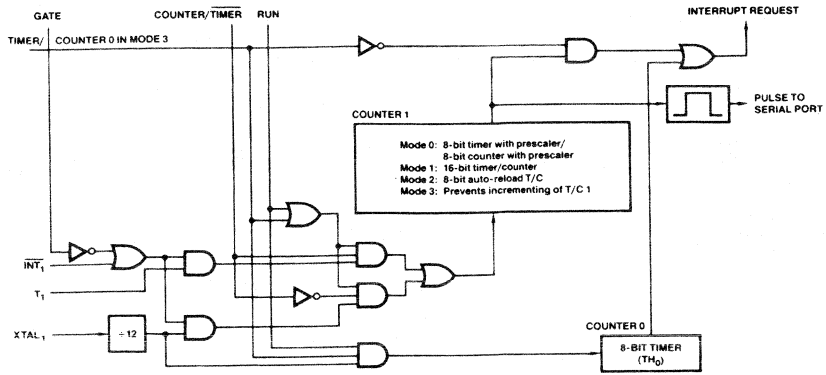 GATE
COUNTER/TIMER
RUN
INTERRUPT REQUEST
TIMER/ COUNTER 0 IN MODE 3
PULSE TO
SERIAL PORT
COUNTER 1
Mode 0: 8-bit timer with prescaler/
8-bit counter with prescaler
Mode 1: 16-bit timer/counter
Mode 2: 8-bit auto-reload T/C
Mode 3: Prevents incrementing of T/C 1
INT1
T1
XTAL1
÷12
COUNTER 0
8-BIT TIMER
(TH0)